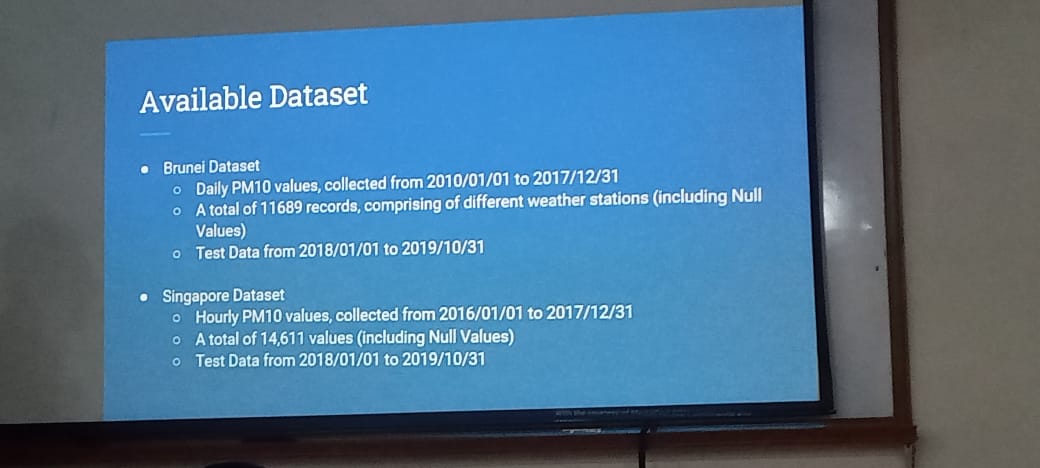 Available Dataset
● Brunei Dataset
○ Daily PM10 values, collected from 2010/01/01 to 2017/12/31
○ A total of 11689 records, comprising of different weather stations (including Null
Values)
○ Test Data from 2018/01/01 to 2019/10/31
● Singapore Dataset
○ Hourly PM10 values, collected from 2016/01/01 to 2017/12/31
○ A total of 14,611 values (including Null Values)
○ Test Data from 2018/01/01 to 2019/10/31